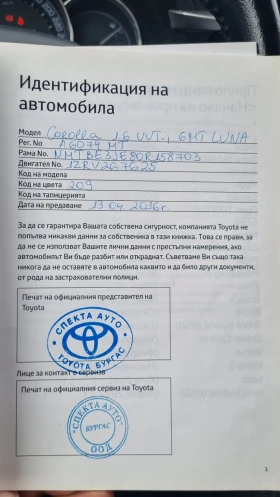 Идентификация на
автомобила
Модел Corolla 1.6 VVT-i 6MT LUNA
Рег. No A6074 MT
Рама No. NMTBE3JE80R158703
Двигател No. 1ZRV267625
Код на модела
Код на цвета 209
Код на тапицерията
Дата на предаване 13.04.2016г.
За да се гарантира Вашата собствена сигурност, компанията Toyota не
попълва никакви данни за собственика в тази книжка. Това се прави, за
да не се използват Вашите лични данни с престъпни намерения, ако
автомобилът Ви бъде разбит или откраднат. Съветваме Ви също така
никога да не оставяте в автомобила каквито и да било други документи,
от рода на застрахователни полици.
Печат на официалния представител на
Toyota
СПЕКТА АУТО
TOYOTA БУРГАС
Лице за контакт в сервиза
Печат на официалния сервиз на Toyota
"СПЕКТА АУТО"
БУРГАС
ООД
1